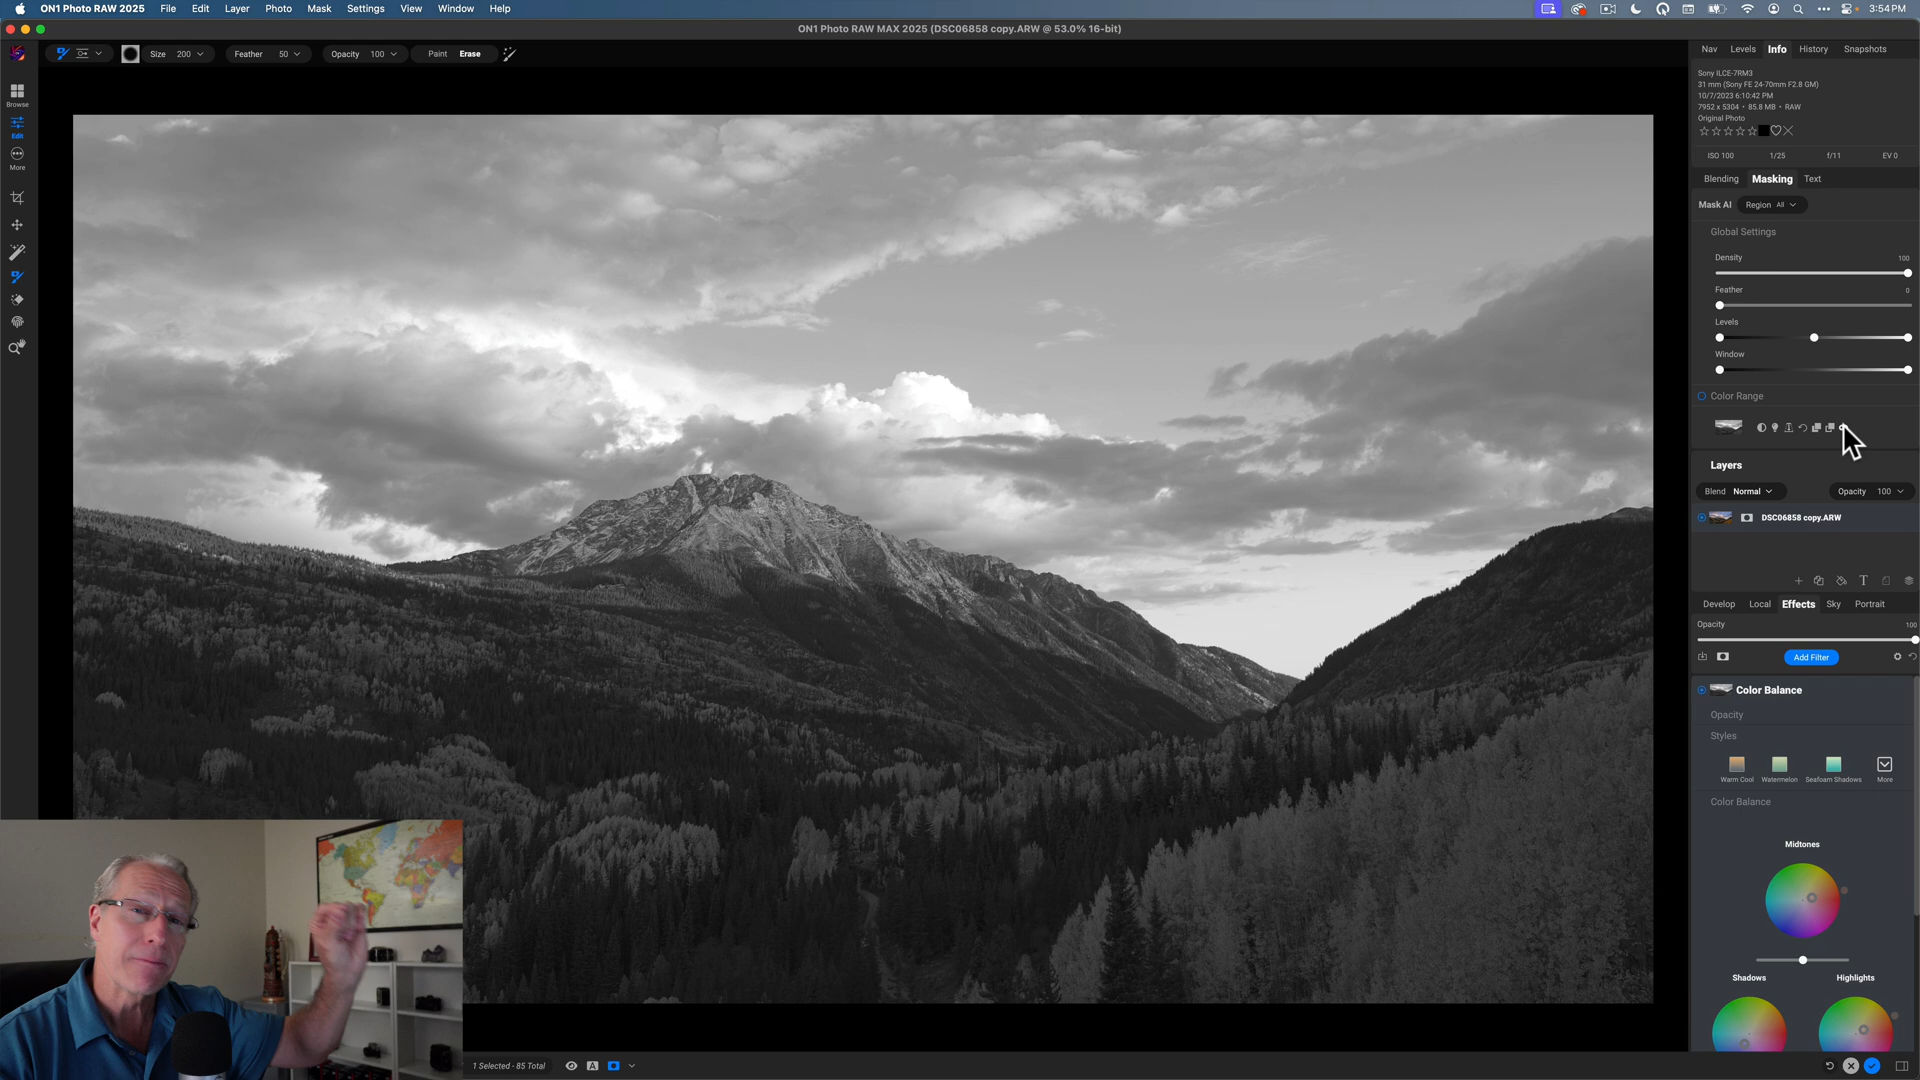 ON1 Photo RAW 2025 File Edit Layer Photo Mask Settings View Window Help 3:54PM
ON1 Photo RAW MAX 2025 (DSC06858 copy.ARW @ 53.0% 16-bit)
Size 200 Feather 50 Opacity 100 Paint Erase
Browse
Edit
More
Nav Levels Info History Snapshots
Sony ILCE-7RM3
31 mm (Sony FE 24-70mm F2.8 GM)
10/7/2023 6:10:42 PM
7952 x 5304 • 85.8 MB • RAW
Original Photo
ISO 100 1/25 f/11 EV 0
Blending Masking Text
Mask AI Region All
Global Settings
Density 100
Feather 0
Levels
Window
Color Range
Layers
Blend Normal Opacity 100
DSC06858 copy.ARW
Develop Local Effects Sky Portrait
Opacity 100
Add Filter
Color Balance
Opacity
Styles
Warm Cool Watermelon Seafoam Shadows More
Color Balance
Midtones
Shadows Highlights
1 Selected - 85 Total A